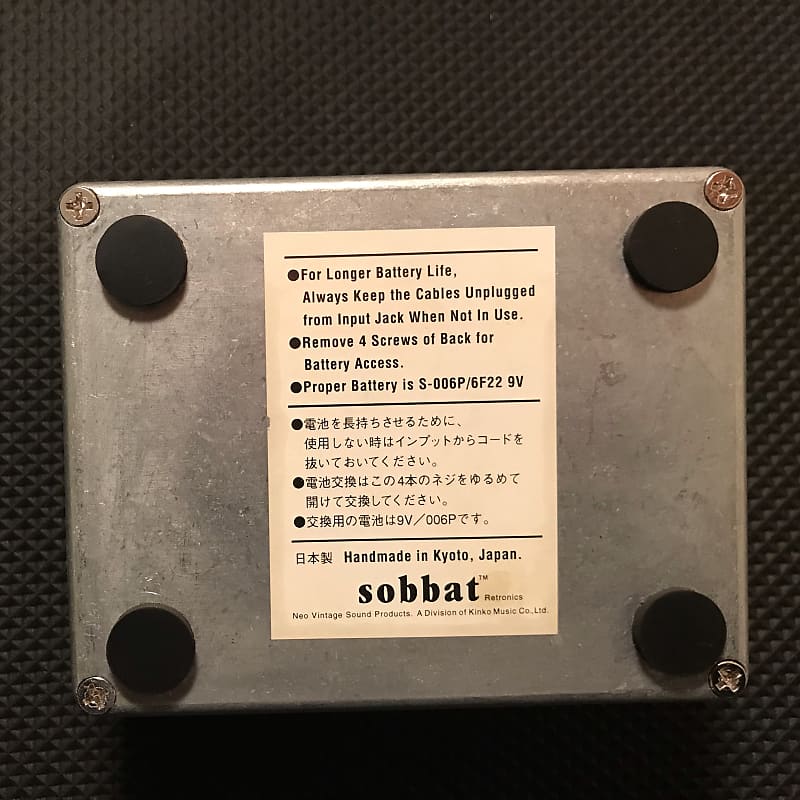 ●For Longer Battery Life,
Always Keep the Cables Unplugged
from Input Jack When Not In Use.
●Remove 4 Screws of Back for
Battery Access.
●Proper Battery is S-006P/6F22 9V
●電池を長持ちさせるために、
使用しない時はインプットからコードを
抜いておいてください。
●電池交換はこの4本のネジをゆるめて
開けて交換してください。
●交換用の電池は9V／006Pです。
日本製 Handmade in Kyoto, Japan.
sobbat™ Retronics
Neo Vintage Sound Products. A Division of Kinko Music Co.,Ltd.